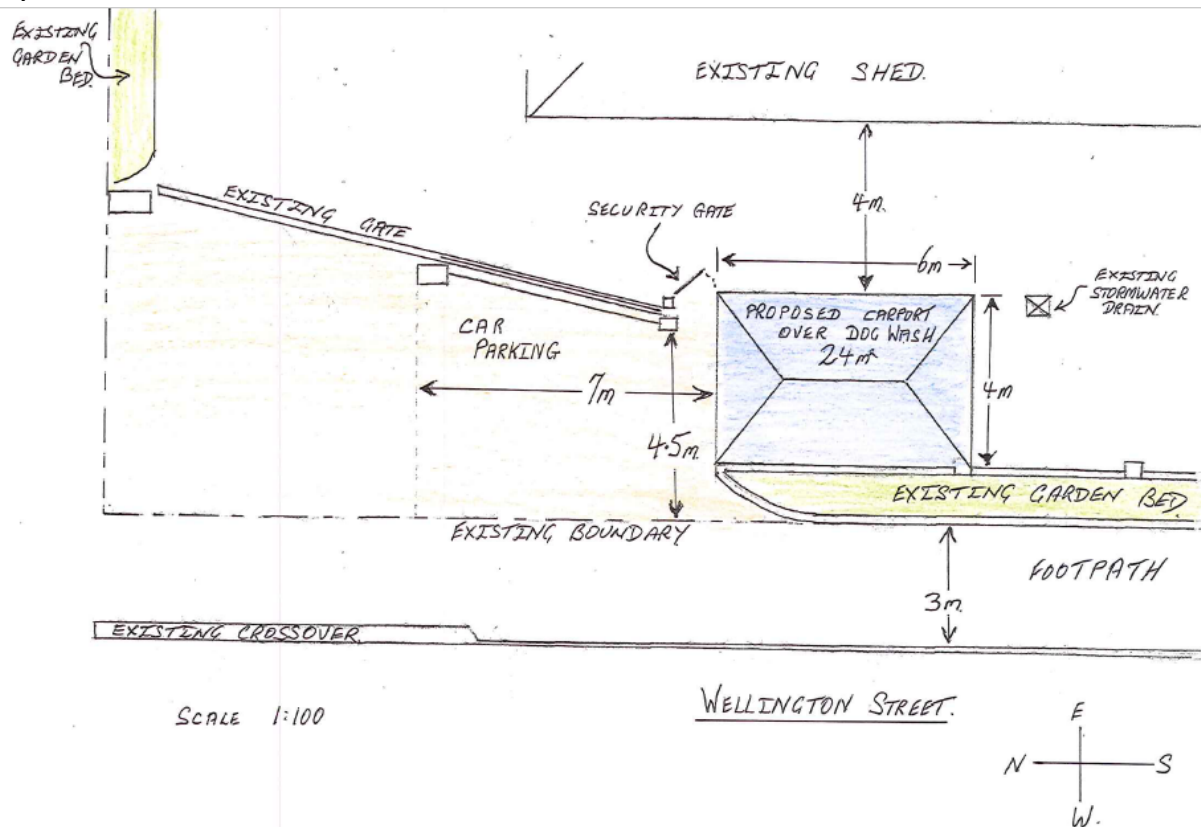 EXISTING
GARDEN
BED.
EXISTING SHED.
4m.
EXISTING GATE
SECURITY GATE
6m
EXISTING
STORMWATER
DRAIN.
PROPOSED CARPORT
OVER DOG WASH
24m²
CAR
PARKING
7m
4m
4.5m.
EXISTING GARDEN BED.
EXISTING BOUNDARY
FOOTPATH
3m.
EXISTING CROSSOVER.
SCALE 1:100
WELLINGTON STREET.
E
N
S
W.